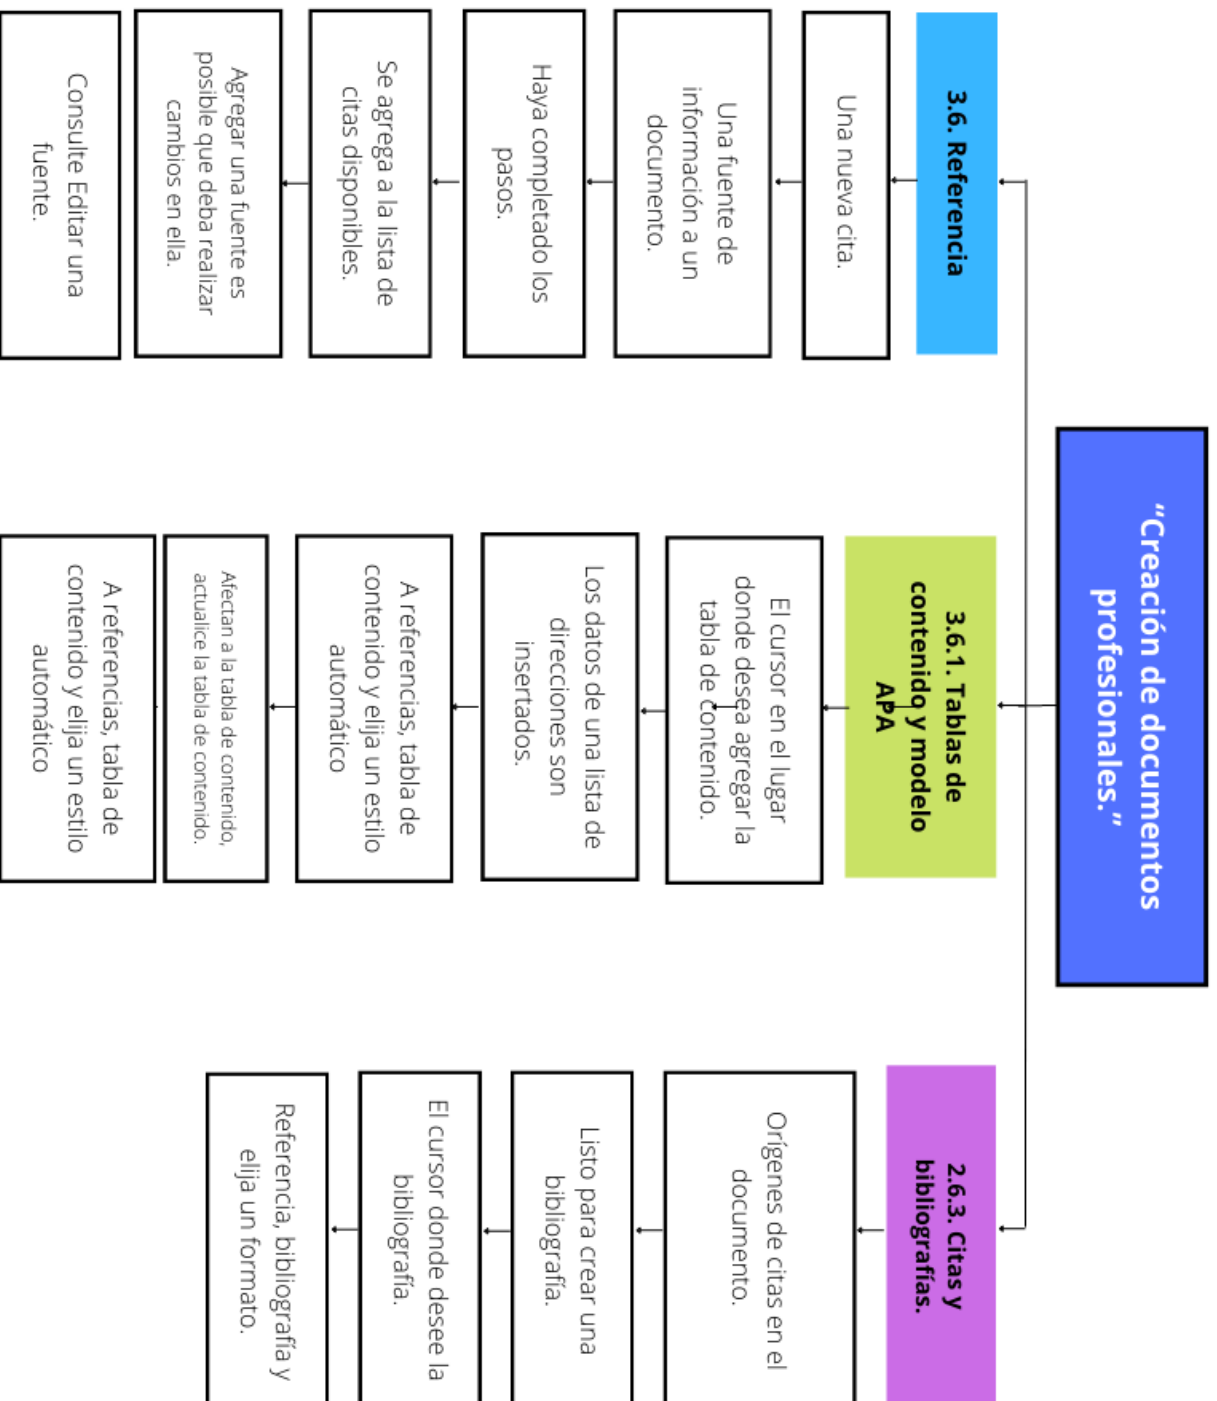 “Creación de documentos
profesionales.”
3.6. Referencia
Una nueva cita.
Una fuente de
información a un
documento.
Haya completado los
pasos.
Se agrega a la lista de
citas disponibles.
Agregar una fuente es
posible que deba realizar
cambios en ella.
Consulte Editar una
fuente.
3.6.1. Tablas de
contenido y modelo
APA
El cursor en el lugar
donde desea agregar la
tabla de contenido.
Los datos de una lista de
direcciones son
insertados.
A referencias, tabla de
contenido y elija un estilo
automático
Afectan a la tabla de contenido,
actualice la tabla de contenido.
A referencias, tabla de
contenido y elija un estilo
automático
2.6.3. Citas y
bibliografías.
Orígenes de citas en el
documento.
Listo para crear una
bibliografía.
El cursor donde desee la
bibliografía.
Referencia, bibliografía y
elija un formato.